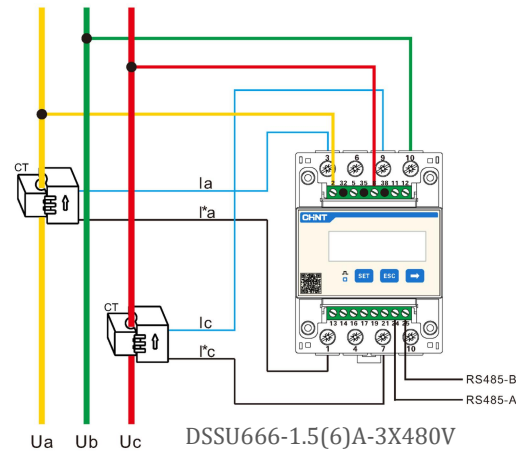 3 6 9 10
CT
Ia
2 32 5 35 38 11 12
I*a
CHNT
SET ESC
CT
13 14 16 17 19 21 24 25
Ic
1 4 7 10
I*c
RS485-B
RS485-A
Ua Ub Uc
DSSU666-1.5(6)A-3X480V